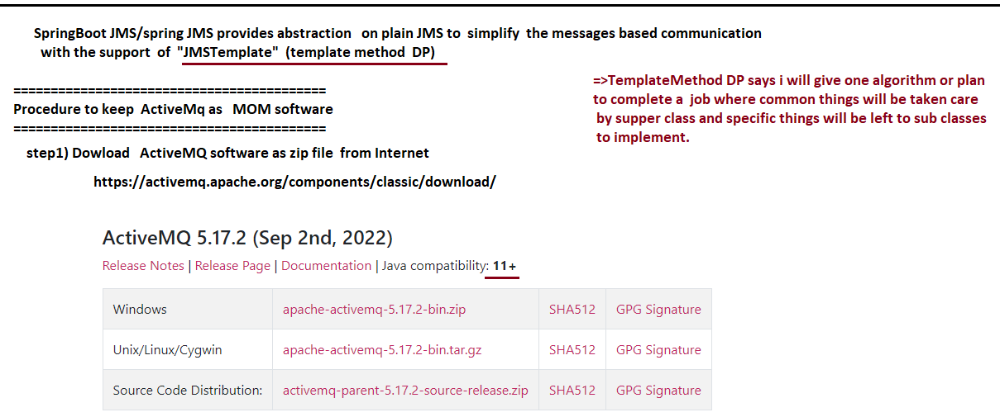 SpringBoot JMS/spring JMS provides abstraction on plain JMS to simplify the messages based communication
with the support of "JMSTemplate" (template method DP)
=>TemplateMethod DP says i will give one algorithm or plan
to complete a job where common things will be taken care
by supper class and specific things will be left to sub classes
to implement.
==========================================
Procedure to keep ActiveMq as MOM software
==========================================
step1) Dowload ActiveMQ software as zip file from Internet
https://activemq.apache.org/components/classic/download/
ActiveMQ 5.17.2 (Sep 2nd, 2022)
Release Notes | Release Page | Documentation | Java compatibility: 11+
Windows apache-activemq-5.17.2-bin.zip SHA512 GPG Signature
Unix/Linux/Cygwin apache-activemq-5.17.2-bin.tar.gz SHA512 GPG Signature
Source Code Distribution: activemq-parent-5.17.2-source-release.zip SHA512 GPG Signature